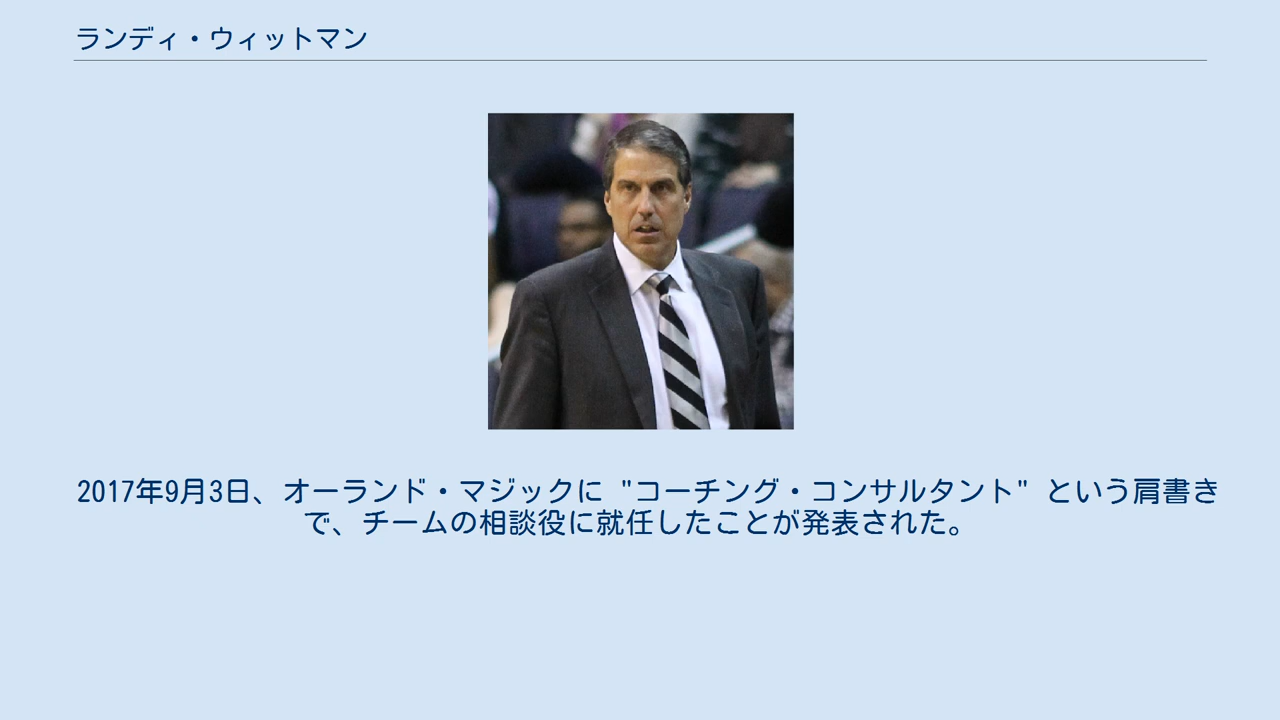 ランディ・ウィットマン
2017年9月3日、オーランド・マジックに "コーチング・コンサルタント" という肩書き
で、チームの相談役に就任したことが発表された。